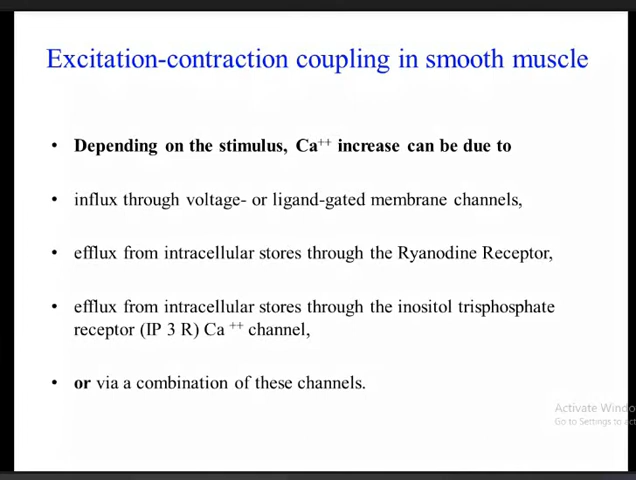 Excitation-contraction coupling in smooth muscle
• Depending on the stimulus, Ca⁺⁺ increase can be due to
• influx through voltage- or ligand-gated membrane channels,
• efflux from intracellular stores through the Ryanodine Receptor,
• efflux from intracellular stores through the inositol trisphosphate
receptor (IP 3 R) Ca ⁺⁺ channel,
• or via a combination of these channels.
Activate Windo
Go to Settings to act